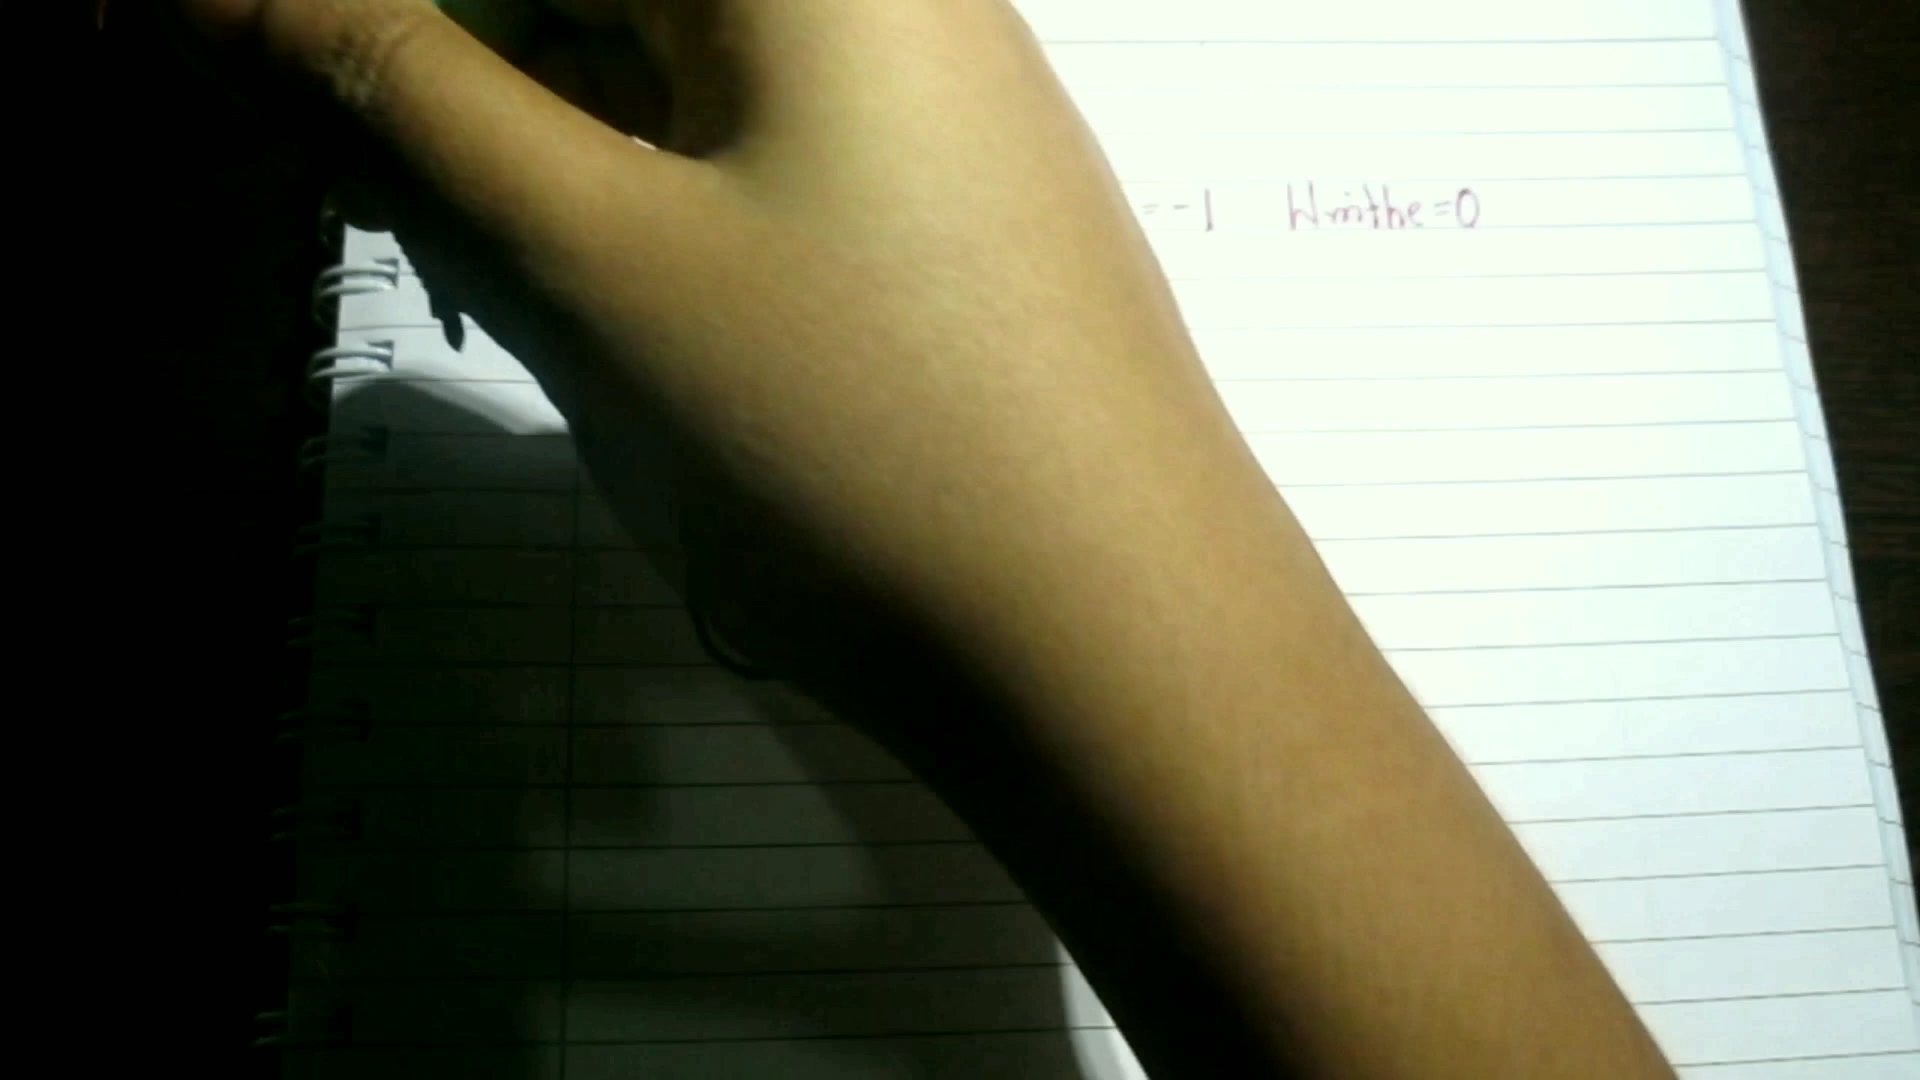 = -1 Writhe = 0